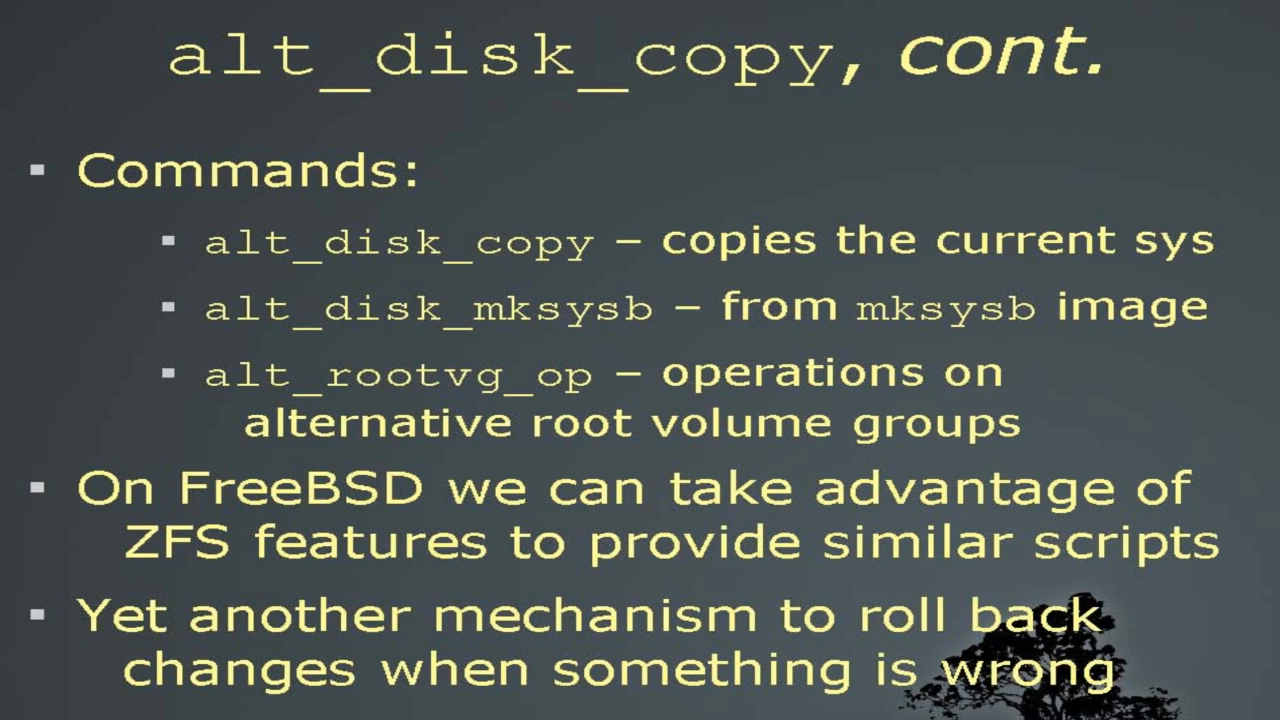 alt_disk_copy, cont.
▪ Commands:
▪ alt_disk_copy – copies the current sys
▪ alt_disk_mksysb – from mksysb image
▪ alt_rootvg_op – operations on
alternative root volume groups
▪ On FreeBSD we can take advantage of
ZFS features to provide similar scripts
▪ Yet another mechanism to roll back
changes when something is wrong